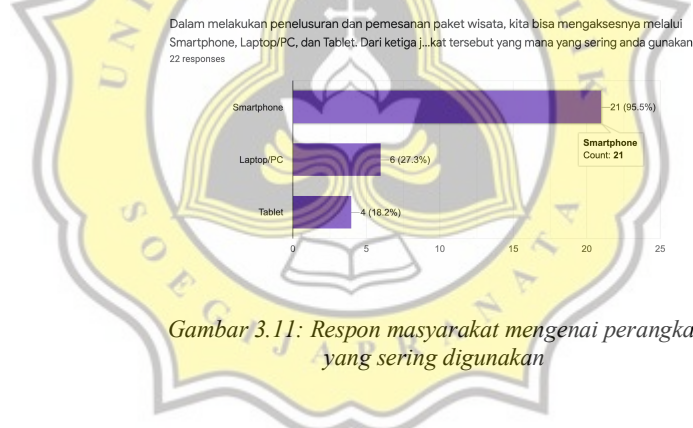 Dalam melakukan penelusuran dan pemesanan paket wisata, kita bisa mengaksesnya melalui
Smartphone, Laptop/PC, dan Tablet. Dari ketiga j...kat tersebut yang mana yang sering anda gunakan
22 responses
Smartphone
21 (95.5%)
Smartphone
Count: 21
Laptop/PC
6 (27.3%)
Tablet
4 (18.2%)
0 5 10 15 20 25
SOEGIJAPRANATA
Gambar 3.11: Respon masyarakat mengenai perangka
yang sering digunakan